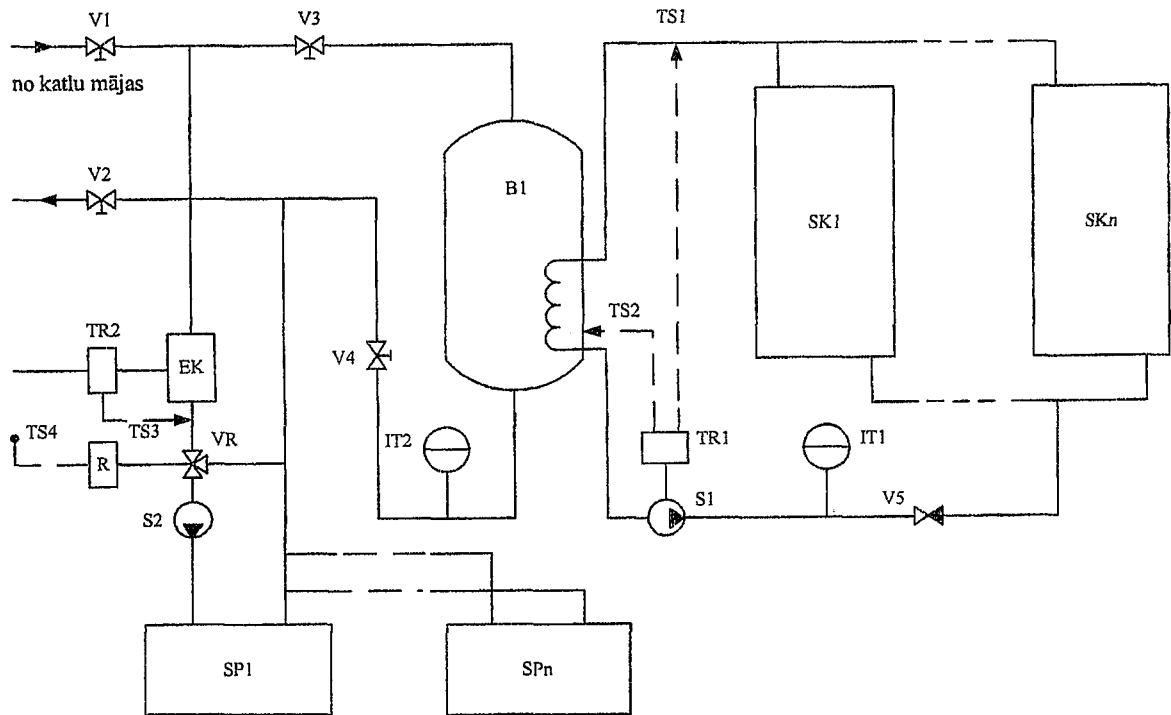 V1
V3
TS1
no katlu mājas
V2
B1
SK1
SKn
TS2
TR2
EK
V4
TS4
TS3
VR
IT2
TR1
IT1
R
S2
S1
V5
SP1
SPn